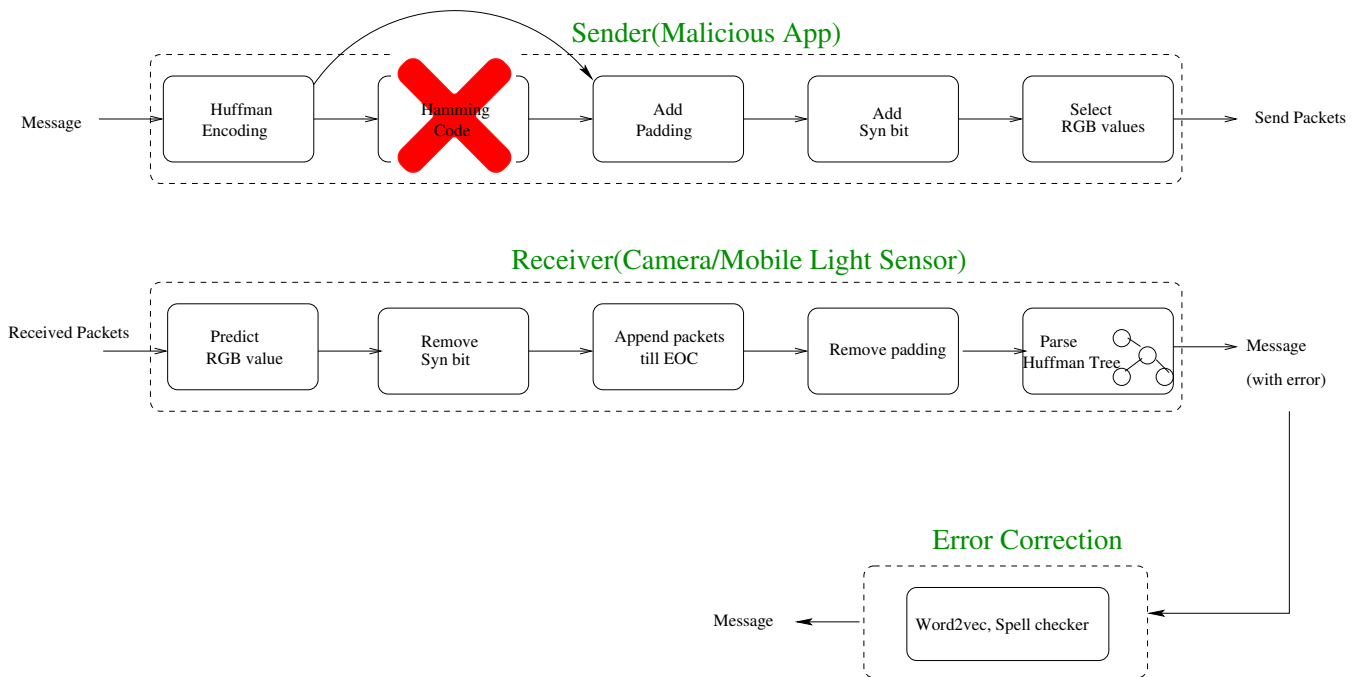 Sender(Malicious App)
Message
Huffman
Encoding
Hamming
Code
Add
Padding
Add
Syn bit
Select
RGB values
Send Packets
Receiver(Camera/Mobile Light Sensor)
Received Packets
Predict
RGB value
Remove
Syn bit
Append packets
till EOC
Remove padding
Parse
Huffman Tree
Message
(with error)
Error Correction
Word2vec, Spell checker
Message